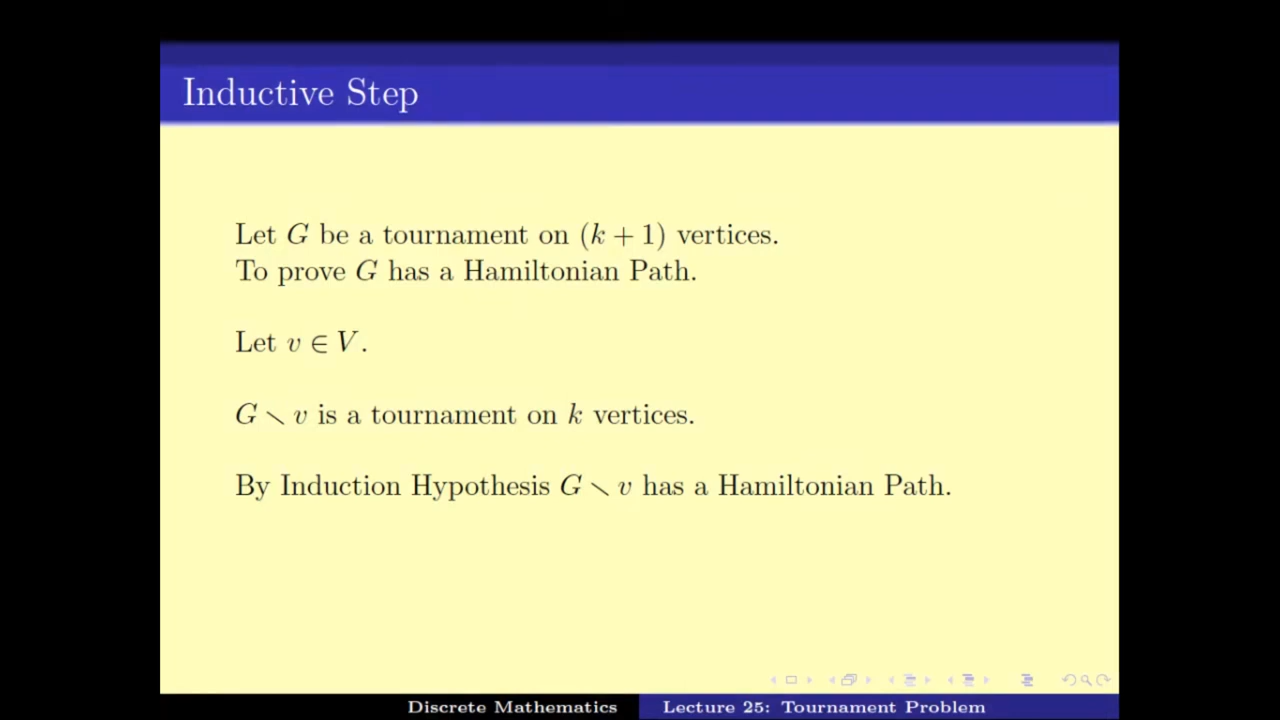 Inductive Step
Let G be a tournament on (k + 1) vertices.
To prove G has a Hamiltonian Path.
Let v ∈ V.
G ∖ v is a tournament on k vertices.
By Induction Hypothesis G ∖ v has a Hamiltonian Path.
Discrete Mathematics Lecture 25: Tournament Problem